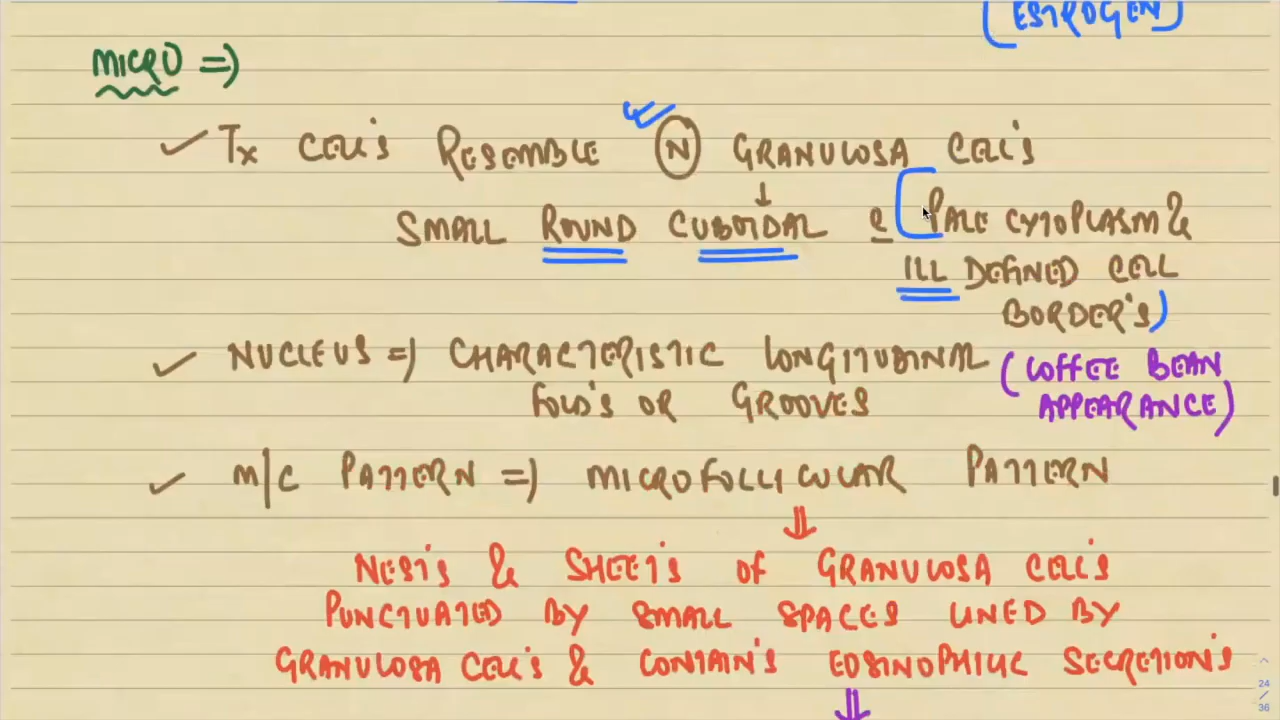 (ESTROGEN)
MICRO =>
✓ Tx CELL'S RESEMBLE (N) GRANULOSA CELL'S
↓
SMALL ROUND CUBOIDAL c [PALE CYTOPLASM &
ILL DEFINED CELL
BORDER'S)
✓ NUCLEUS => CHARACTERISTIC LONGITUDINAL
FOLD'S OR GROOVES
(COFFEE BEAN
APPEARANCE)
✓ M/C PATTERN => MICROFOLLICULAR PATTERN
⇓
NEST'S & SHEET'S OF GRANULOSA CELL'S
PUNCTUATED BY SMALL SPACES LINED BY
GRANULOSA CELL'S & CONTAIN'S EOSINOPHILIC SECRETION'S
⇓
24
/
36